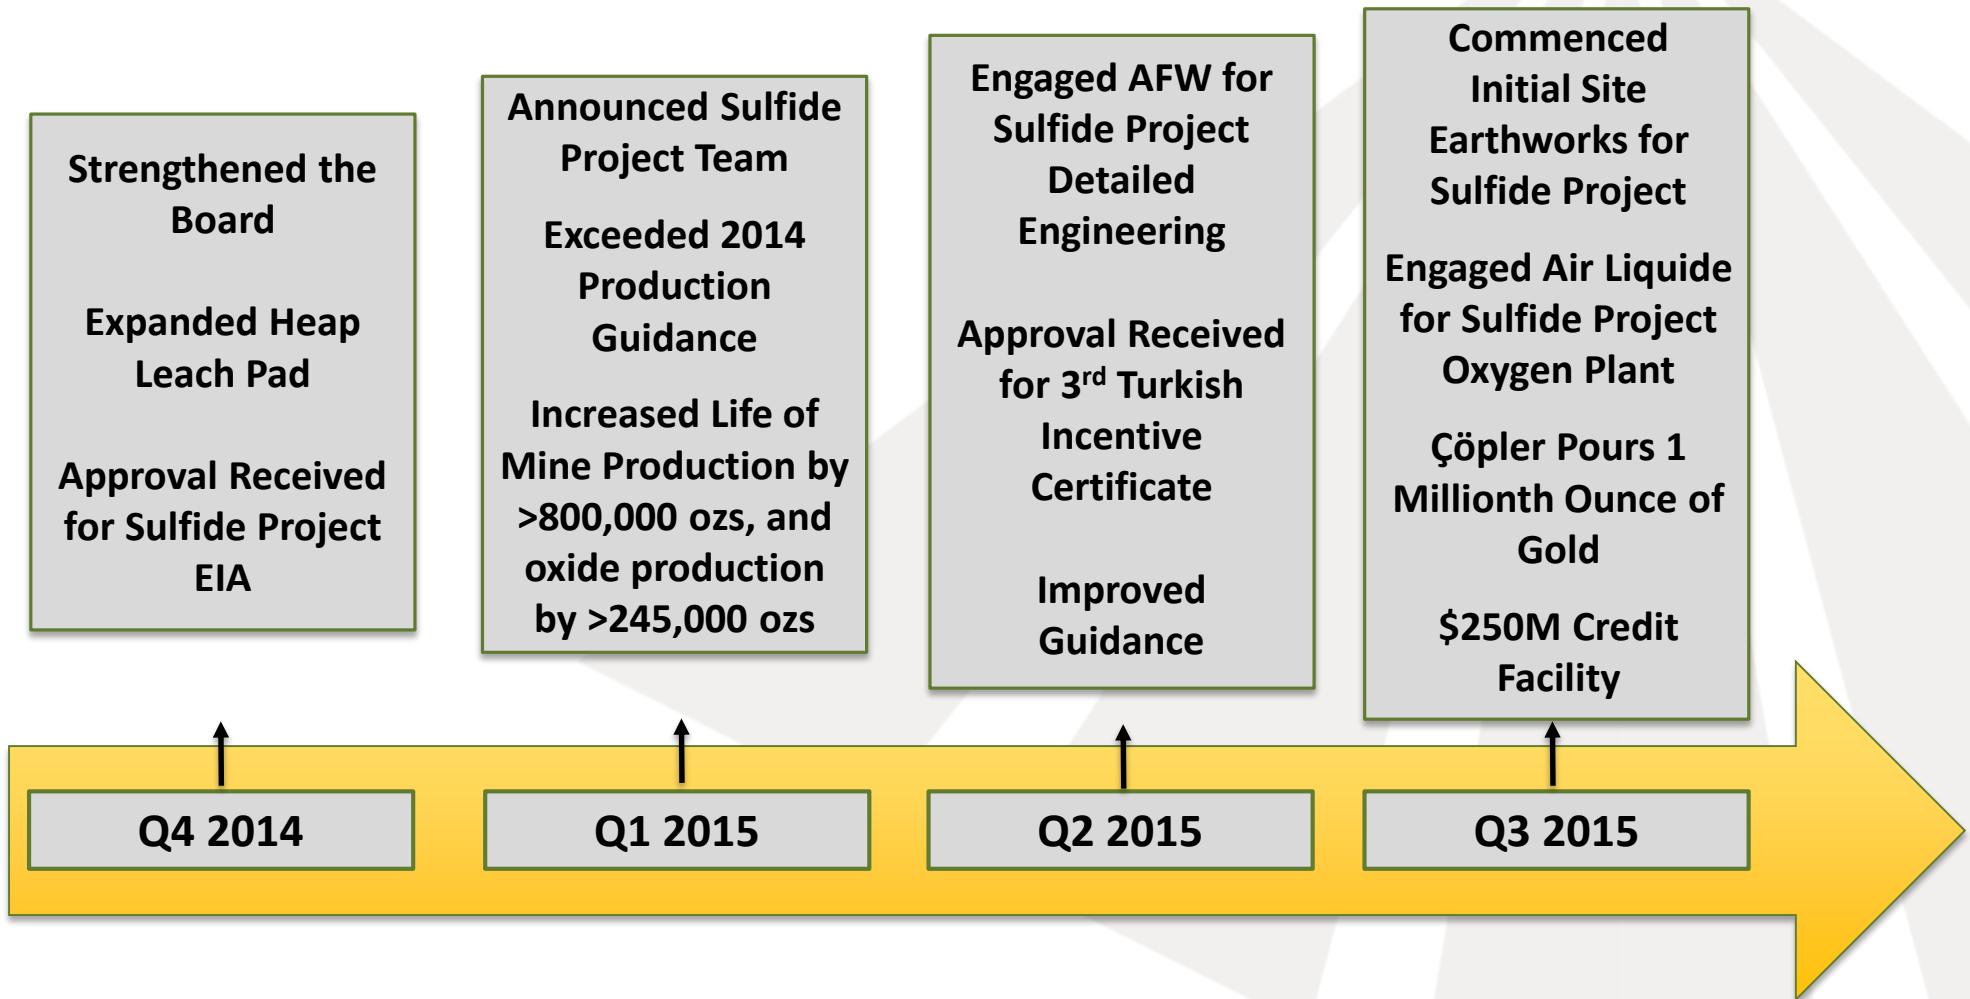 Strengthened the
Board
Expanded Heap
Leach Pad
Approval Received
for Sulfide Project
EIA
Announced Sulfide
Project Team
Exceeded 2014
Production
Guidance
Increased Life of
Mine Production by
>800,000 ozs, and
oxide production
by >245,000 ozs
Engaged AFW for
Sulfide Project
Detailed
Engineering
Approval Received
for 3rd Turkish
Incentive
Certificate
Improved
Guidance
Commenced
Initial Site
Earthworks for
Sulfide Project
Engaged Air Liquide
for Sulfide Project
Oxygen Plant
Çöpler Pours 1
Millionth Ounce of
Gold
$250M Credit
Facility
Q4 2014
Q1 2015
Q2 2015
Q3 2015